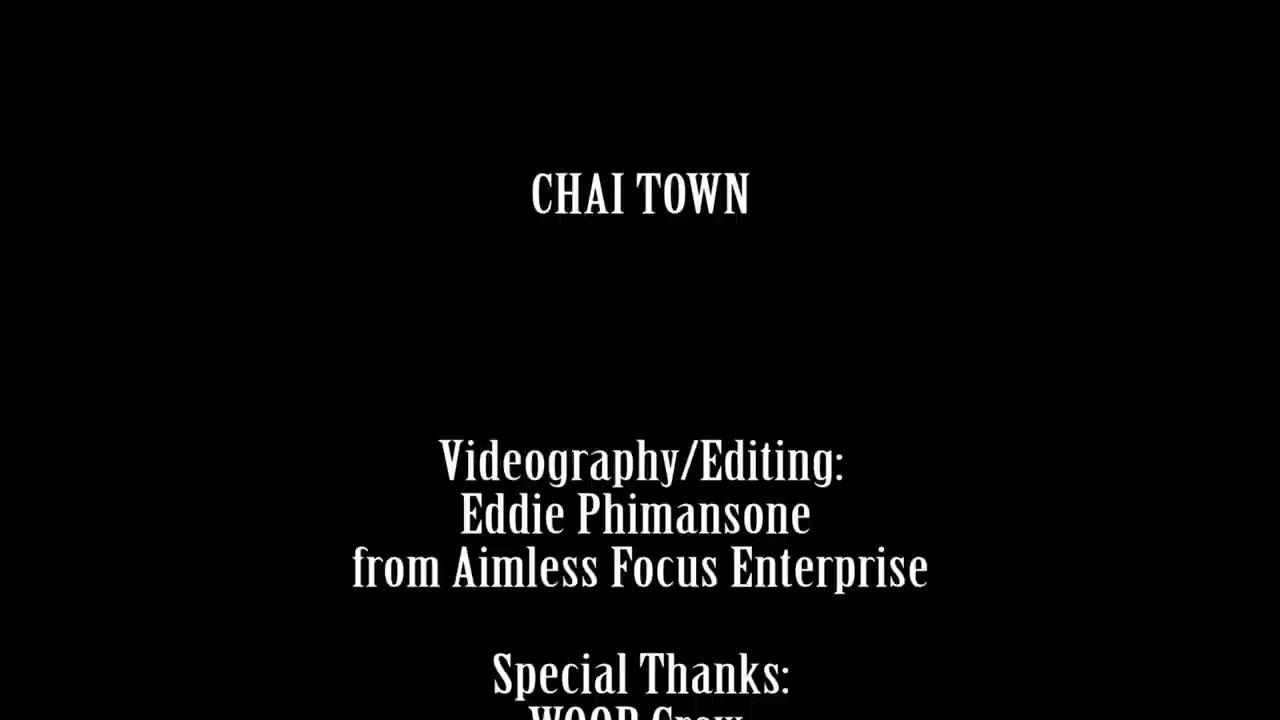 CHAI TOWN
Videography/Editing:
Eddie Phimansone
from Aimless Focus Enterprise
Special Thanks: